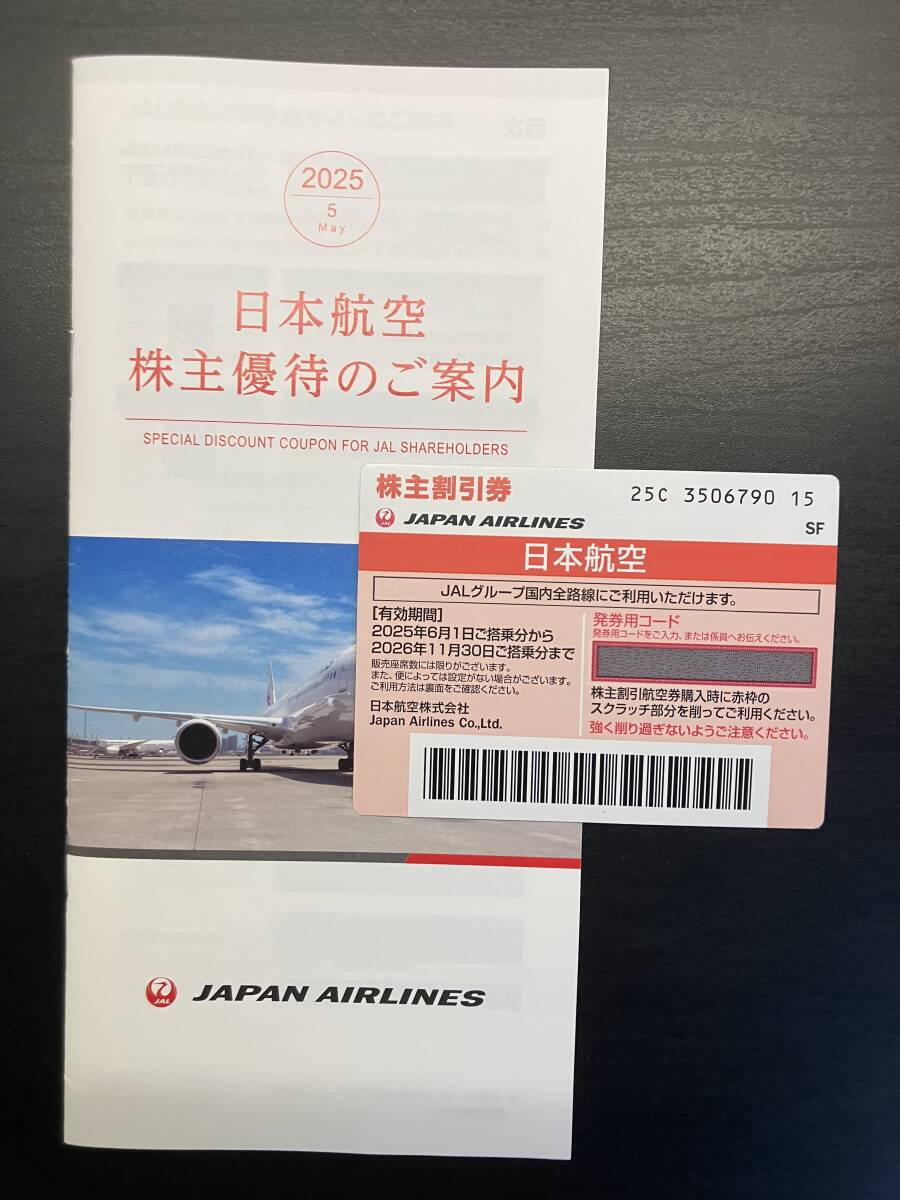 2025
5
May
日本航空
株主優待のご案内
SPECIAL DISCOUNT COUPON FOR JAL SHAREHOLDERS
株主割引券
25C 3506790 15
JAL
JAPAN AIRLINES
SF
日本航空
JALグループ国内全路線にご利用いただけます。
[有効期間]
2025年6月1日ご搭乗分から
2026年11月30日ご搭乗分まで
販売座席数には限りがございます。
また、便によっては設定がない場合がございます。
ご利用方法は裏面をご確認ください。
日本航空株式会社
Japan Airlines Co.,Ltd.
発券用コード
発券用コードをご入力、または係員へお伝えください。
株主割引航空券購入時に赤枠の
スクラッチ部分を削ってご利用ください。
強く削り過ぎないようご注意ください。
JAL
JAPAN AIRLINES